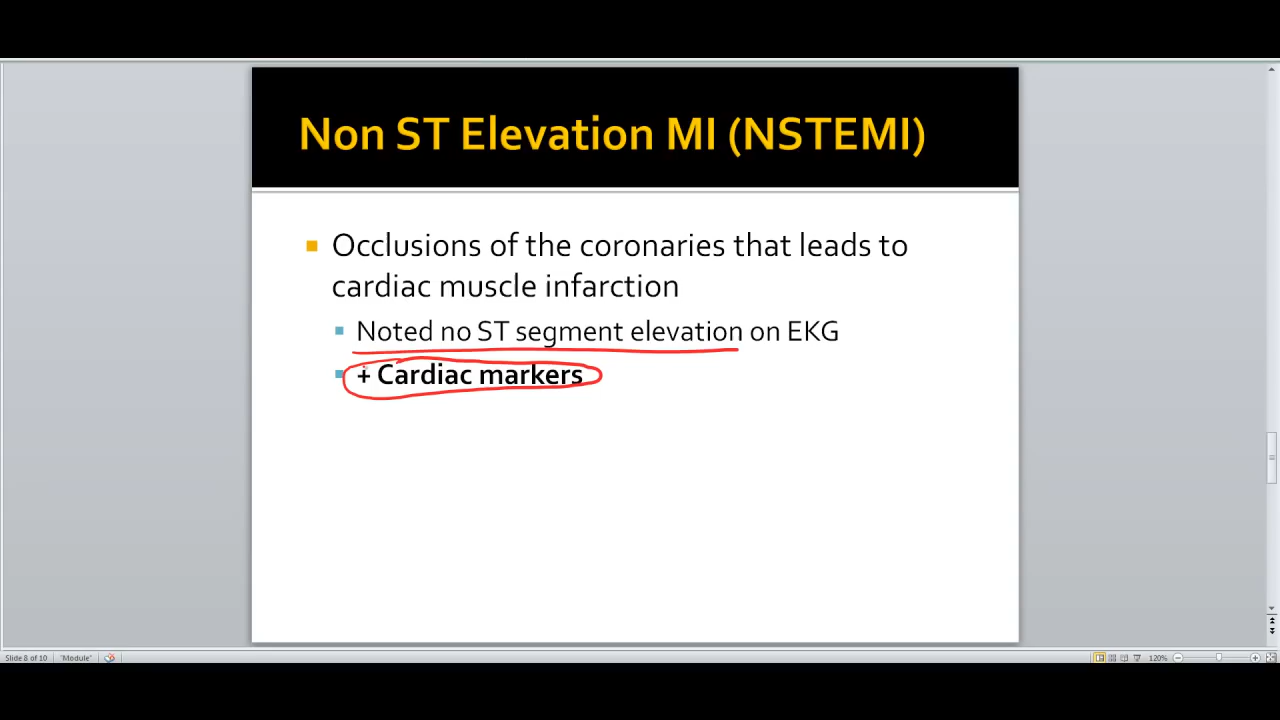 Non ST Elevation MI (NSTEMI)
Occlusions of the coronaries that leads to
cardiac muscle infarction
Noted no ST segment elevation on EKG
+ Cardiac markers
Slide 8 of 10 "Module" 120%